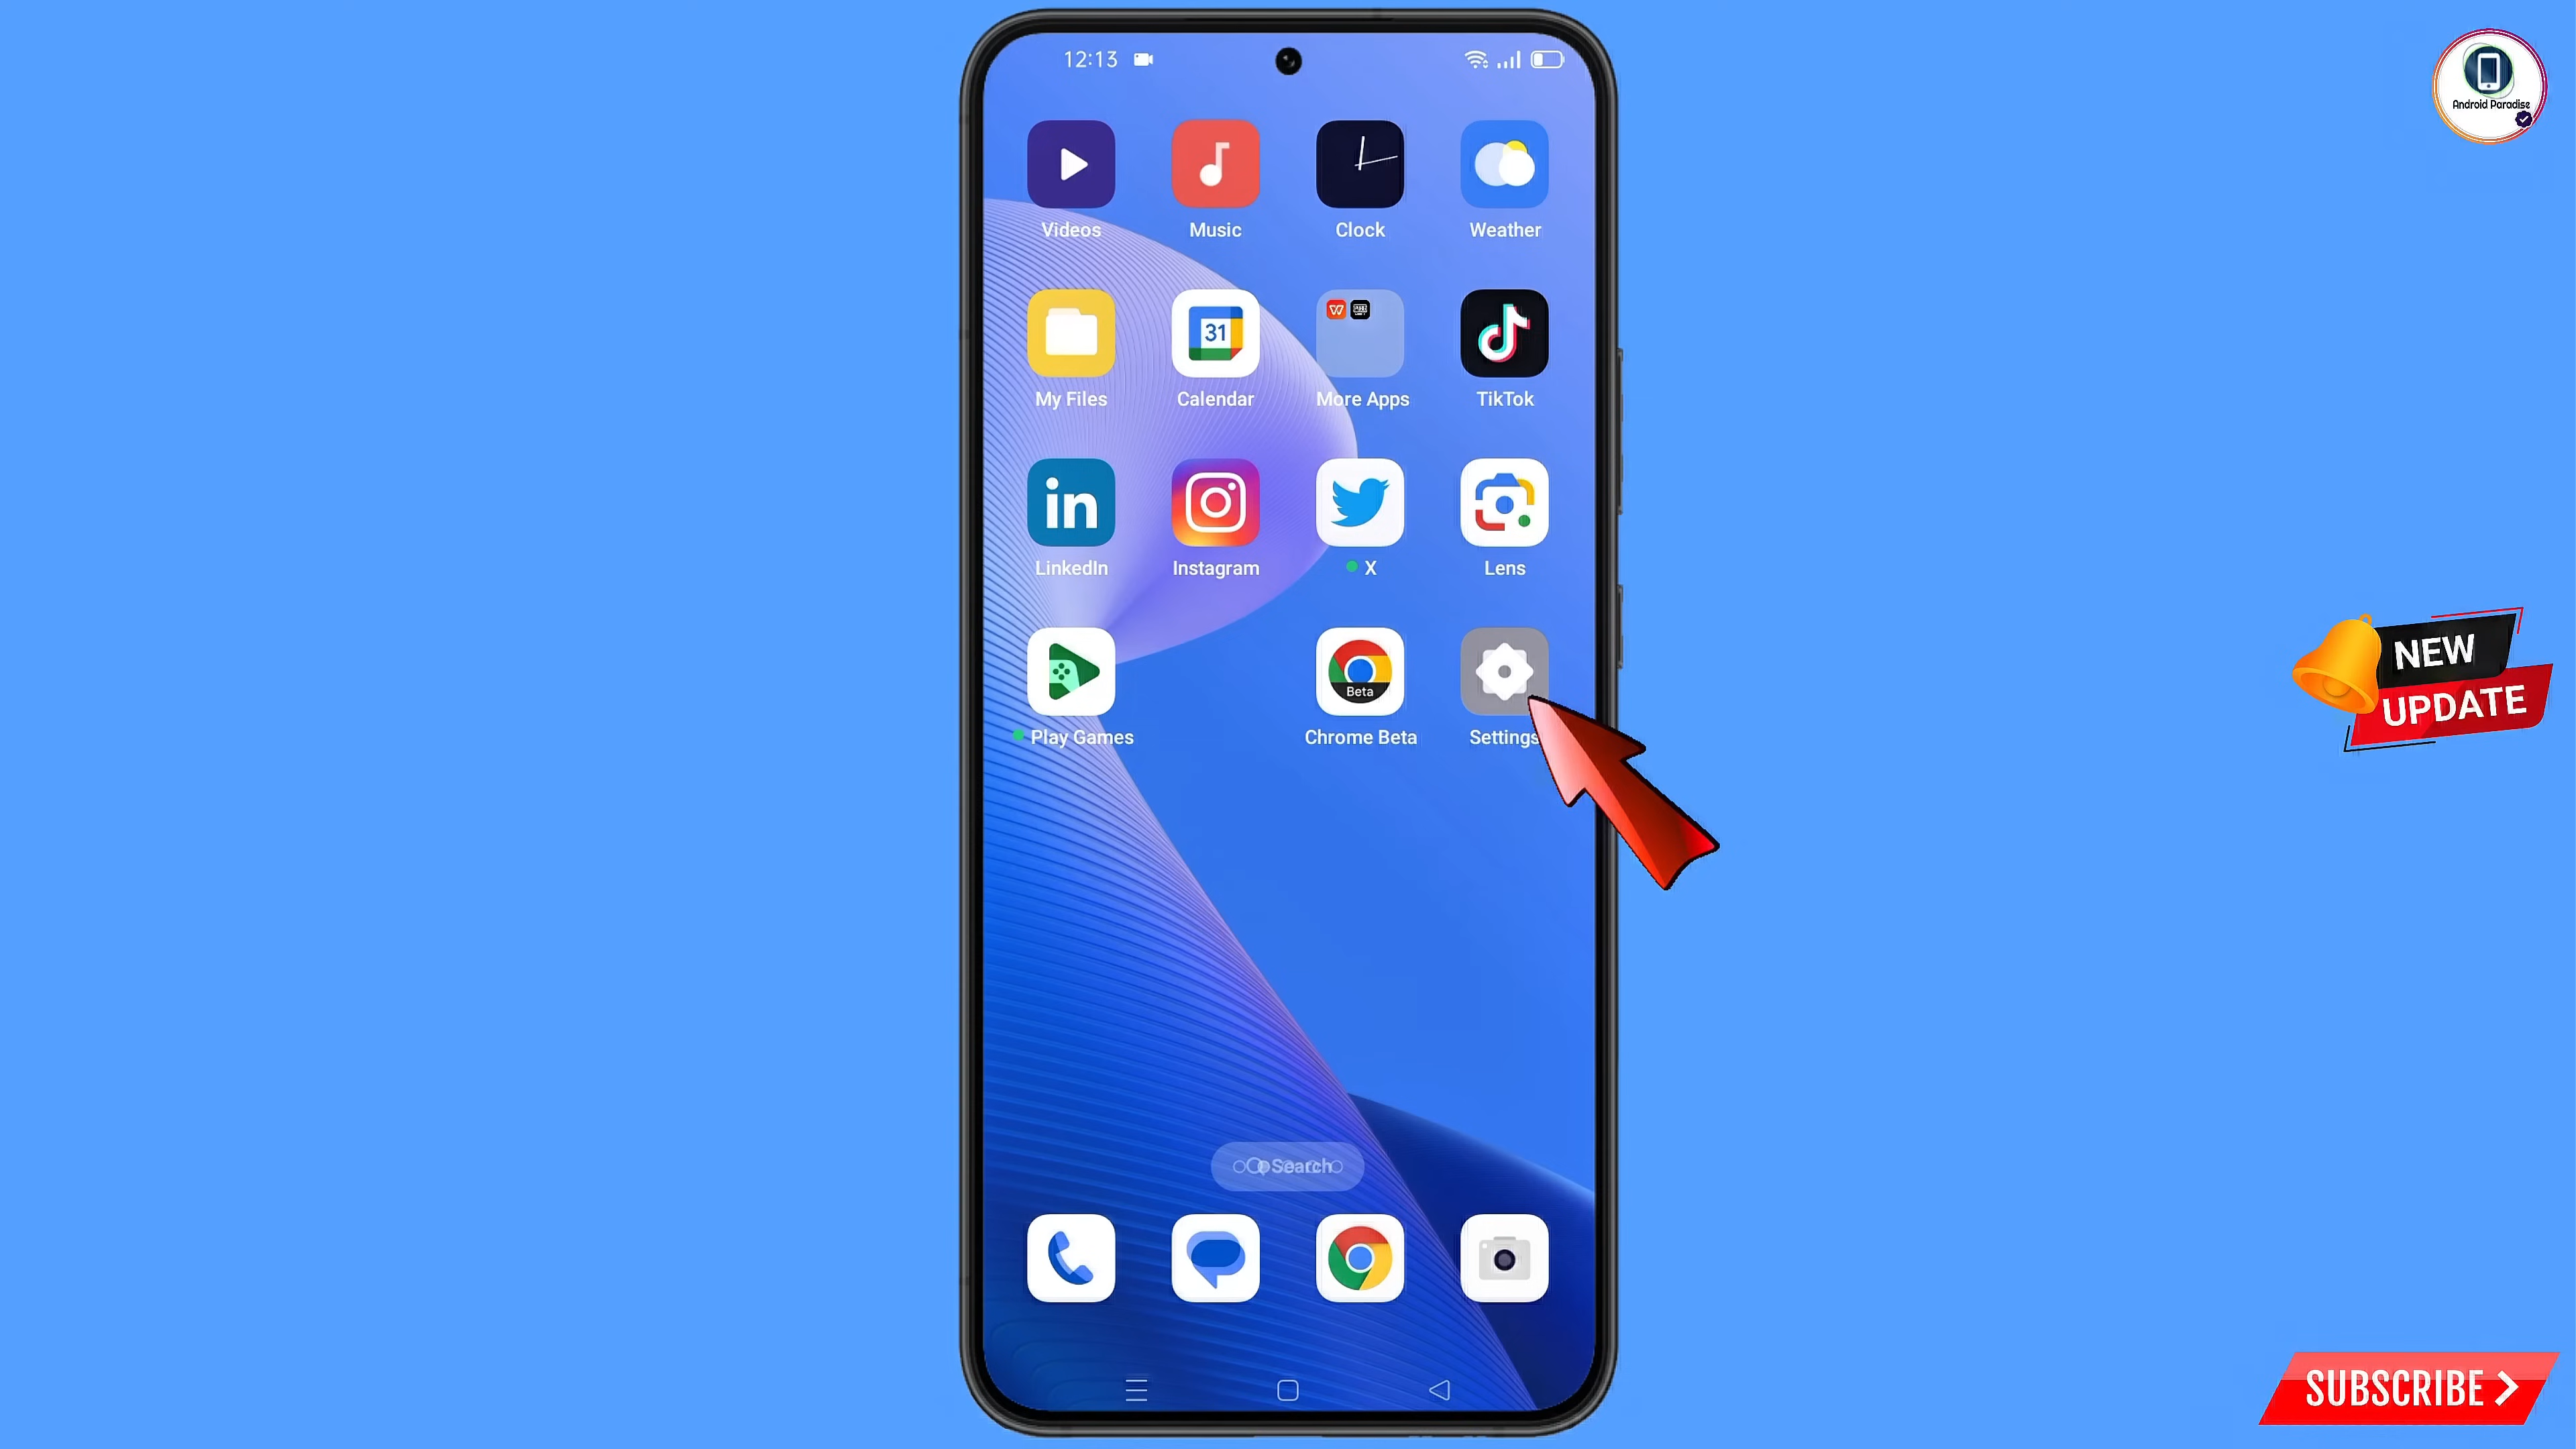 12:13
Android Paradise
Videos
Music
Clock
Weather
31
My Files
Calendar
More Apps
TikTok
in
LinkedIn
Instagram
X
Lens
Beta
Play Games
Chrome Beta
Settings
NEW
UPDATE
Search
SUBSCRIBE